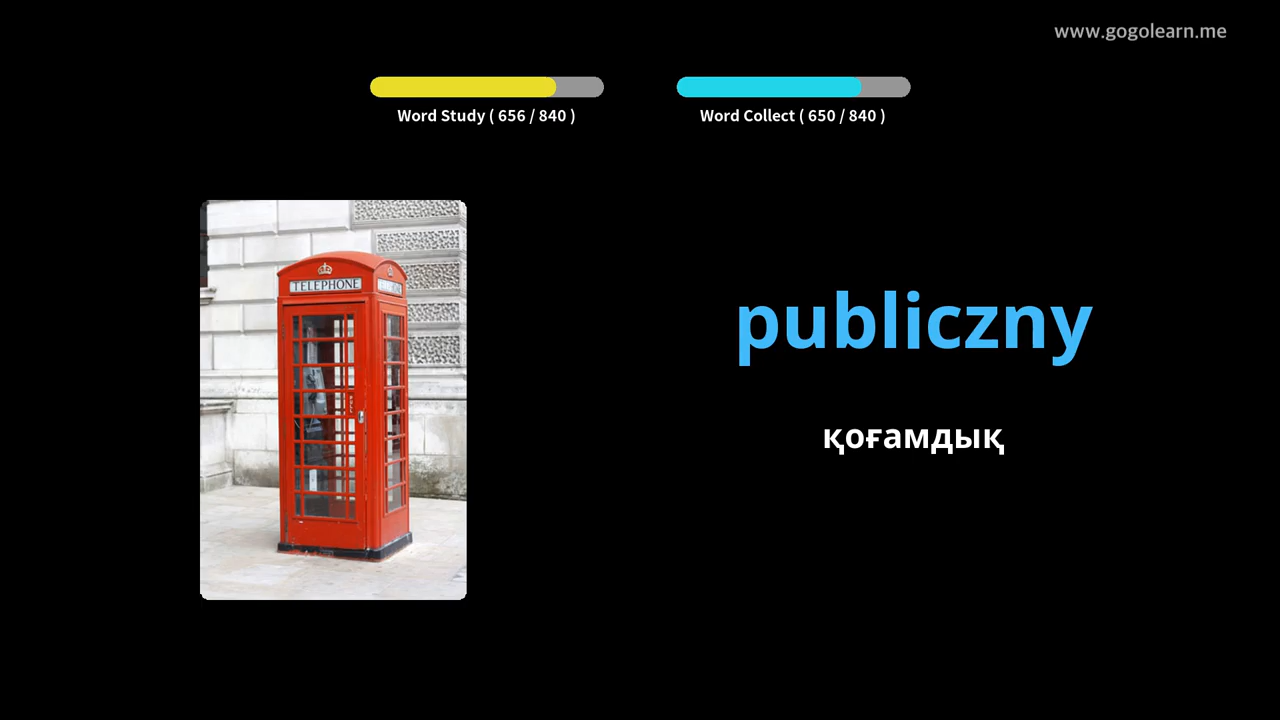 www.gogolearn.me
Word Study ( 656 / 840 )
Word Collect ( 650 / 840 )
TELEPHONE
publiczny
қоғамдық